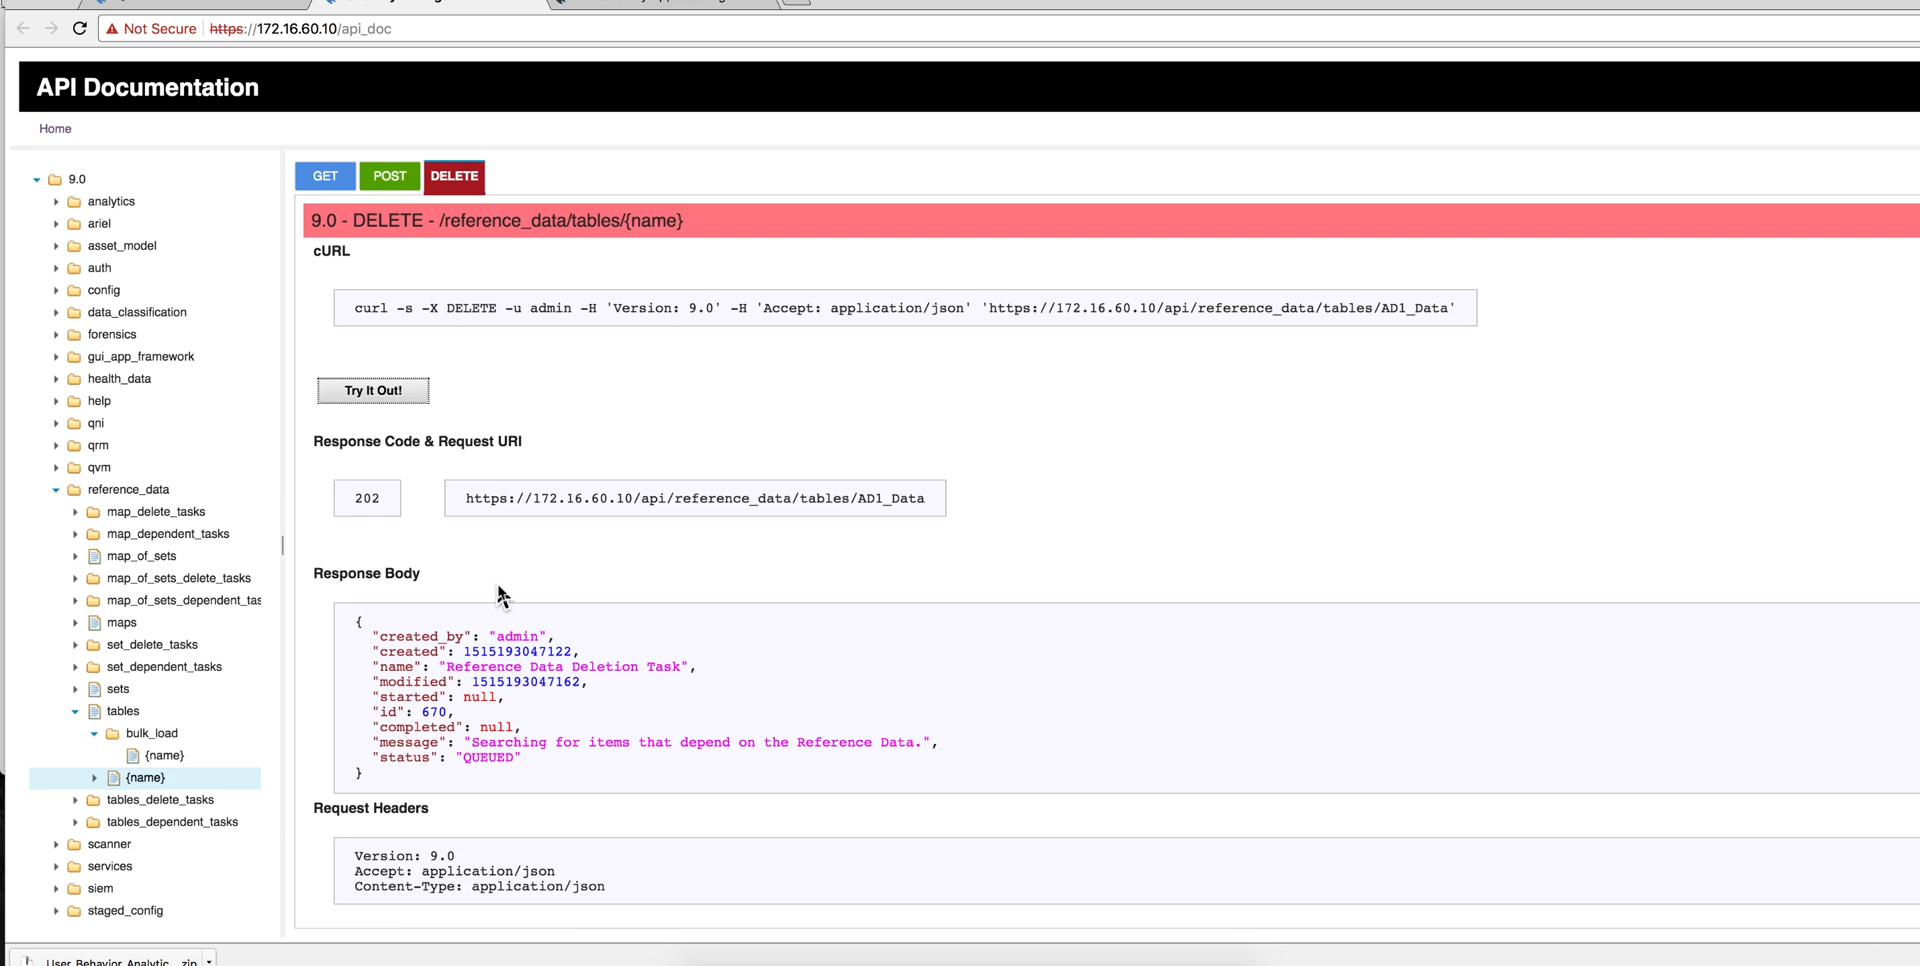 Not Secure https://172.16.60.10/api_doc
API Documentation
Home
9.0
analytics
ariel
asset_model
auth
config
data_classification
forensics
gui_app_framework
health_data
help
qni
qrm
qvm
reference_data
map_delete_tasks
map_dependent_tasks
map_of_sets
map_of_sets_delete_tasks
map_of_sets_dependent_tas
maps
set_delete_tasks
set_dependent_tasks
sets
tables
bulk_load
{name}
{name}
tables_delete_tasks
tables_dependent_tasks
scanner
services
siem
staged_config
GET POST DELETE
9.0 - DELETE - /reference_data/tables/{name}
cURL
curl -s -X DELETE -u admin -H 'Version: 9.0' -H 'Accept: application/json' 'https://172.16.60.10/api/reference_data/tables/AD1_Data'
Try It Out!
Response Code & Request URI
202 https://172.16.60.10/api/reference_data/tables/AD1_Data
Response Body
{
"created_by": "admin",
"created": 1515193047122,
"name": "Reference Data Deletion Task",
"modified": 1515193047162,
"started": null,
"id": 670,
"completed": null,
"message": "Searching for items that depend on the Reference Data.",
"status": "QUEUED"
}
Request Headers
Version: 9.0
Accept: application/json
Content-Type: application/json
User Behavior Analytic....zip